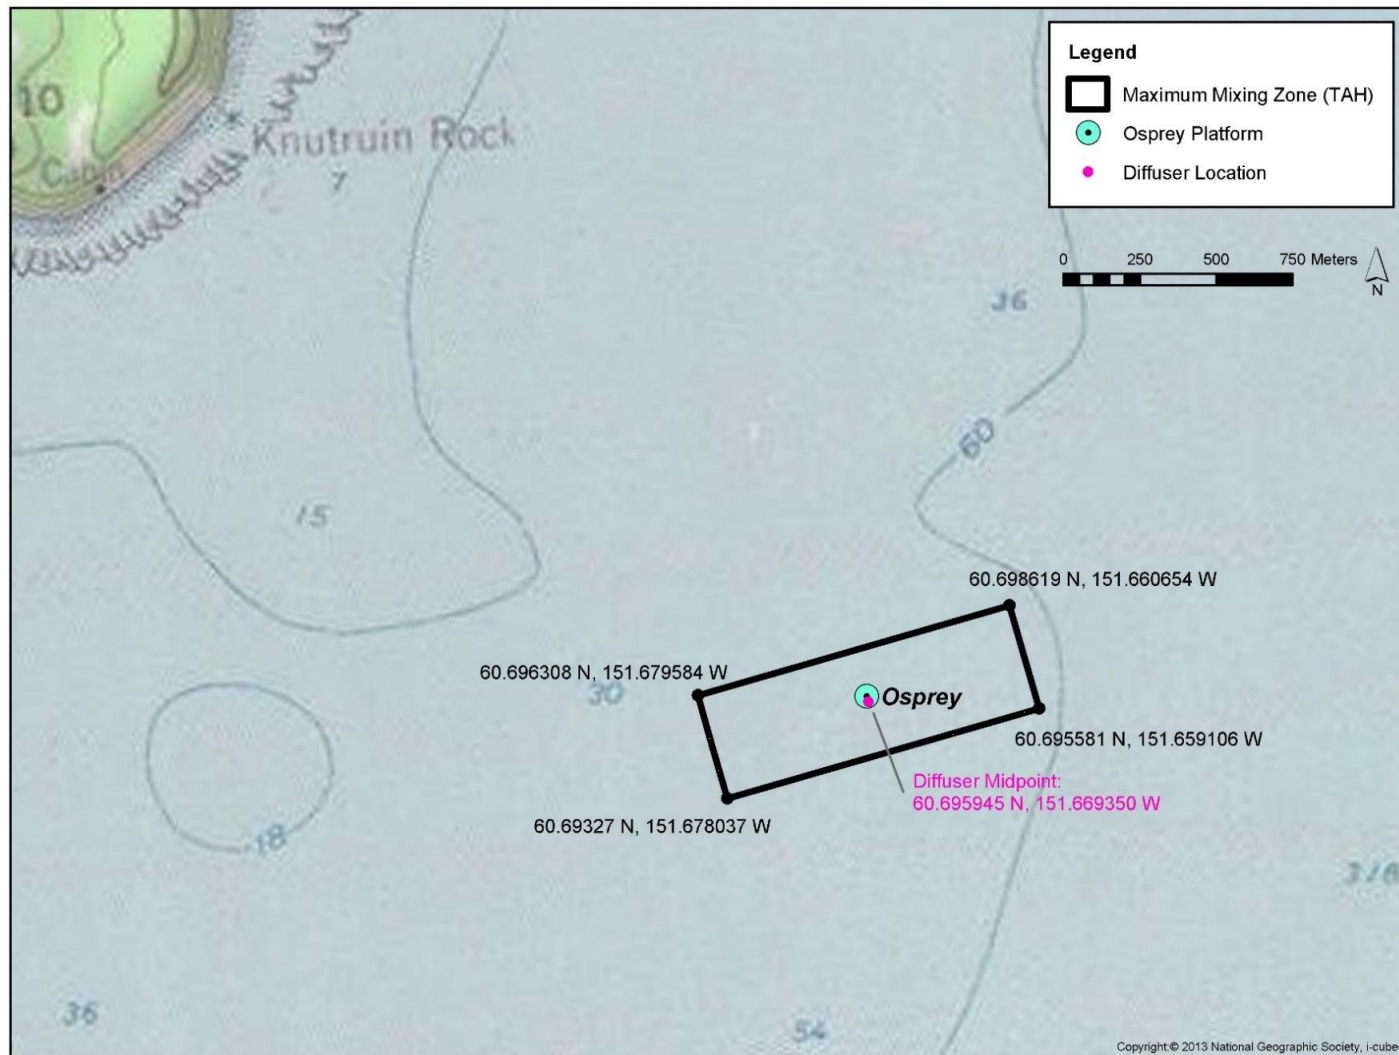 Legend
Maximum Mixing Zone (TAH)
Osprey Platform
Diffuser Location
0 250 500 750 Meters
N
10
Knutrum Rock
Cabin
7
36
60
15
60.698619 N, 151.660654 W
60.696308 N, 151.679584 W
30
Osprey
60.695581 N, 151.659106 W
Diffuser Midpoint:
60.695945 N, 151.669350 W
60.69327 N, 151.678037 W
18
36
54
Copyright:© 2013 National Geographic Society, i-cube